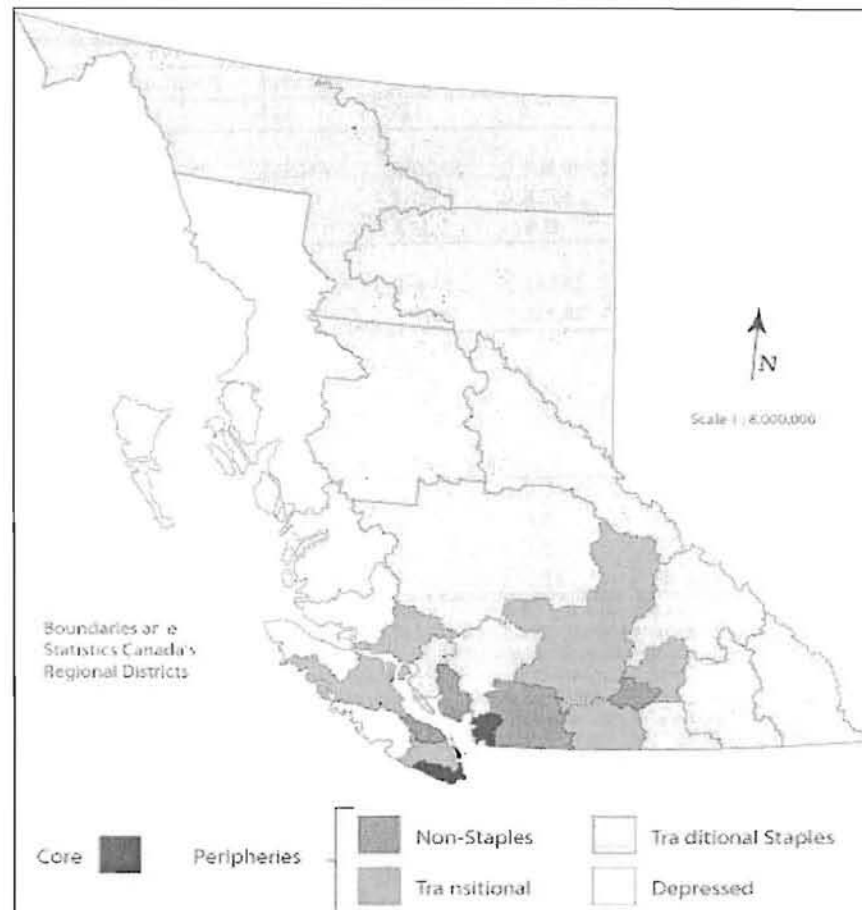 N
Scale 1 : 8,000,000
Boundaries ar e
Statistics Canada's
Regional Districts
Core
Peripheries
Non-Staples
Tra ditional Staples
Tra nsitional
Depressed